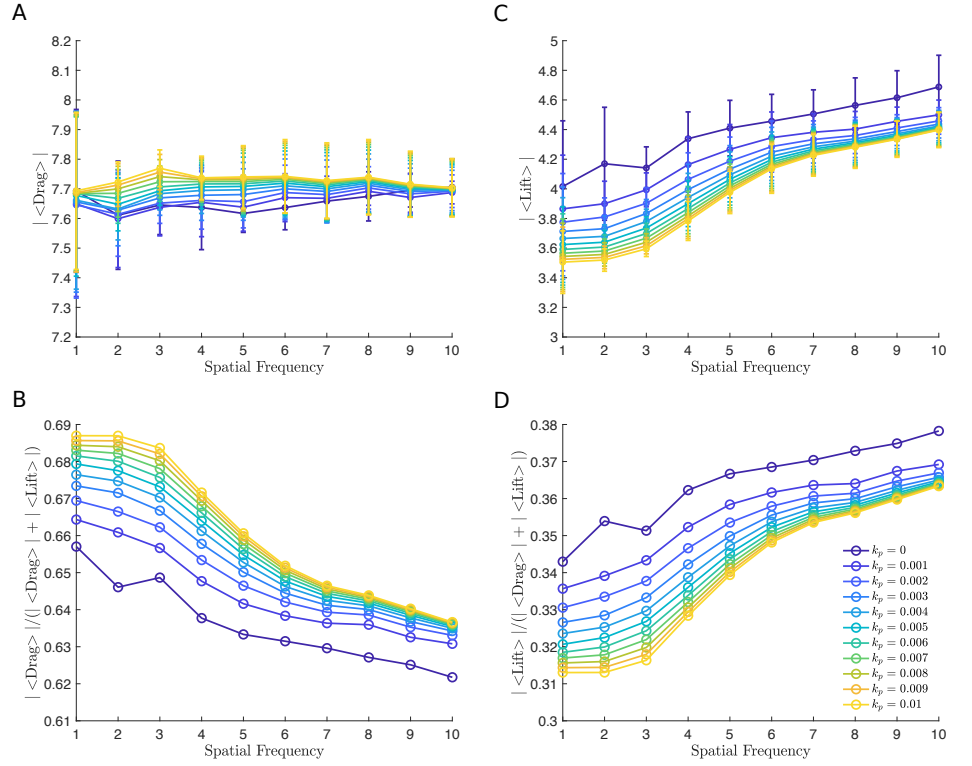 A
8.2
8.1
8
7.9
7.8
7.7
7.6
7.5
7.4
7.3
7.2
| <Drag> |
1 2 3 4 5 6 7 8 9 10
Spatial Frequency
C
5
4.8
4.6
4.4
4.2
4
3.8
3.6
3.4
3.2
3
| <Lift> |
1 2 3 4 5 6 7 8 9 10
Spatial Frequency
B
0.69
0.68
0.67
0.66
0.65
0.64
0.63
0.62
0.61
| <Drag> |/(| <Drag> | + | <Lift> |)
1 2 3 4 5 6 7 8 9 10
Spatial Frequency
D
0.38
0.37
0.36
0.35
0.34
0.33
0.32
0.31
0.3
| <Lift> |/(| <Drag> | + | <Lift> |)
1 2 3 4 5 6 7 8 9 10
Spatial Frequency
k_p = 0
k_p = 0.001
k_p = 0.002
k_p = 0.003
k_p = 0.004
k_p = 0.005
k_p = 0.006
k_p = 0.007
k_p = 0.008
k_p = 0.009
k_p = 0.01